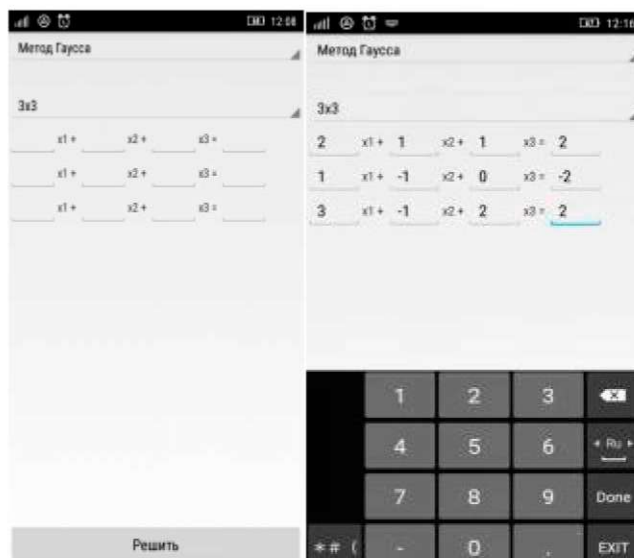 12:08
Метод Гаусса
3x3
x1 + x2 + x3 =
x1 + x2 + x3 =
x1 + x2 + x3 =
Решить
12:16
Метод Гаусса
3x3
2 x1 + 1 x2 + 1 x3 = 2
1 x1 + -1 x2 + 0 x3 = -2
3 x1 + -1 x2 + 2 x3 = 2
1 2 3
4 5 6 Ru
7 8 9 Done
*#( - 0 . EXIT